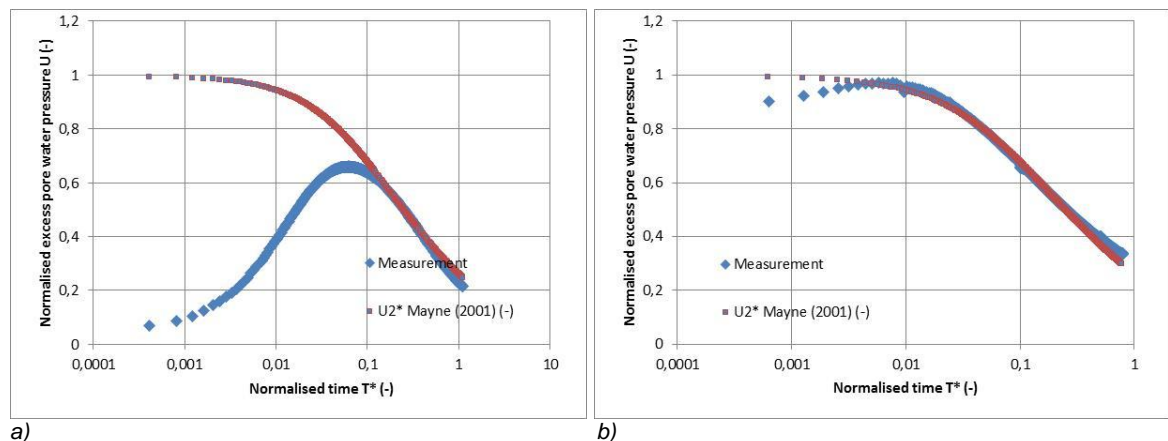 1,2
1
0,8
0,6
0,4
0,2
0
Normalised excess pore water pressure U (-)
Measurement
U2* Mayne (2001) (-)
0,0001 0,001 0,01 0,1 1 10
Normalised time T* (-)
a)
1,2
1
0,8
0,6
0,4
0,2
0
Normalised excess pore water pressure U (-)
Measurement
U2* Mayne (2001) (-)
0,0001 0,001 0,01 0,1 1
Normalised time T* (-)
b)